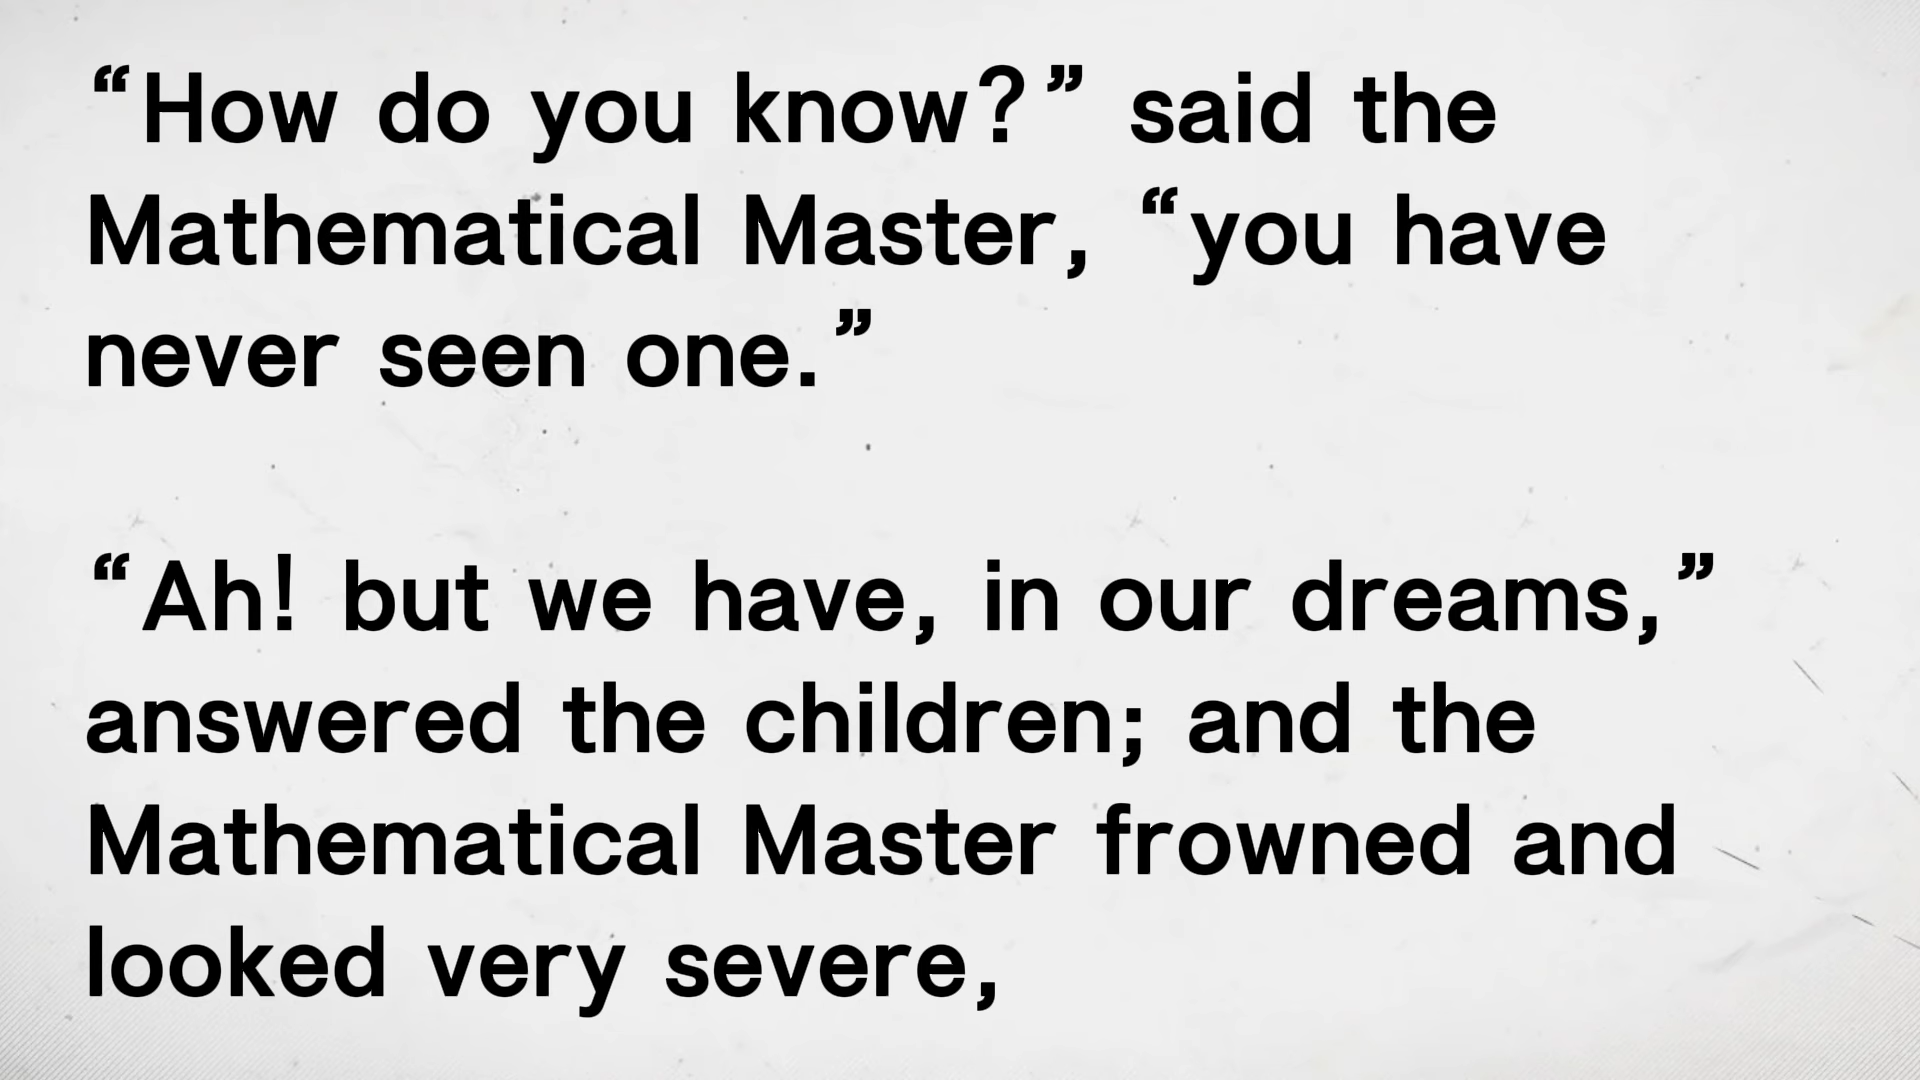 “How do you know?” said the
Mathematical Master, “you have
never seen one.”
“Ah! but we have, in our dreams,”
answered the children; and the
Mathematical Master frowned and
looked very severe,